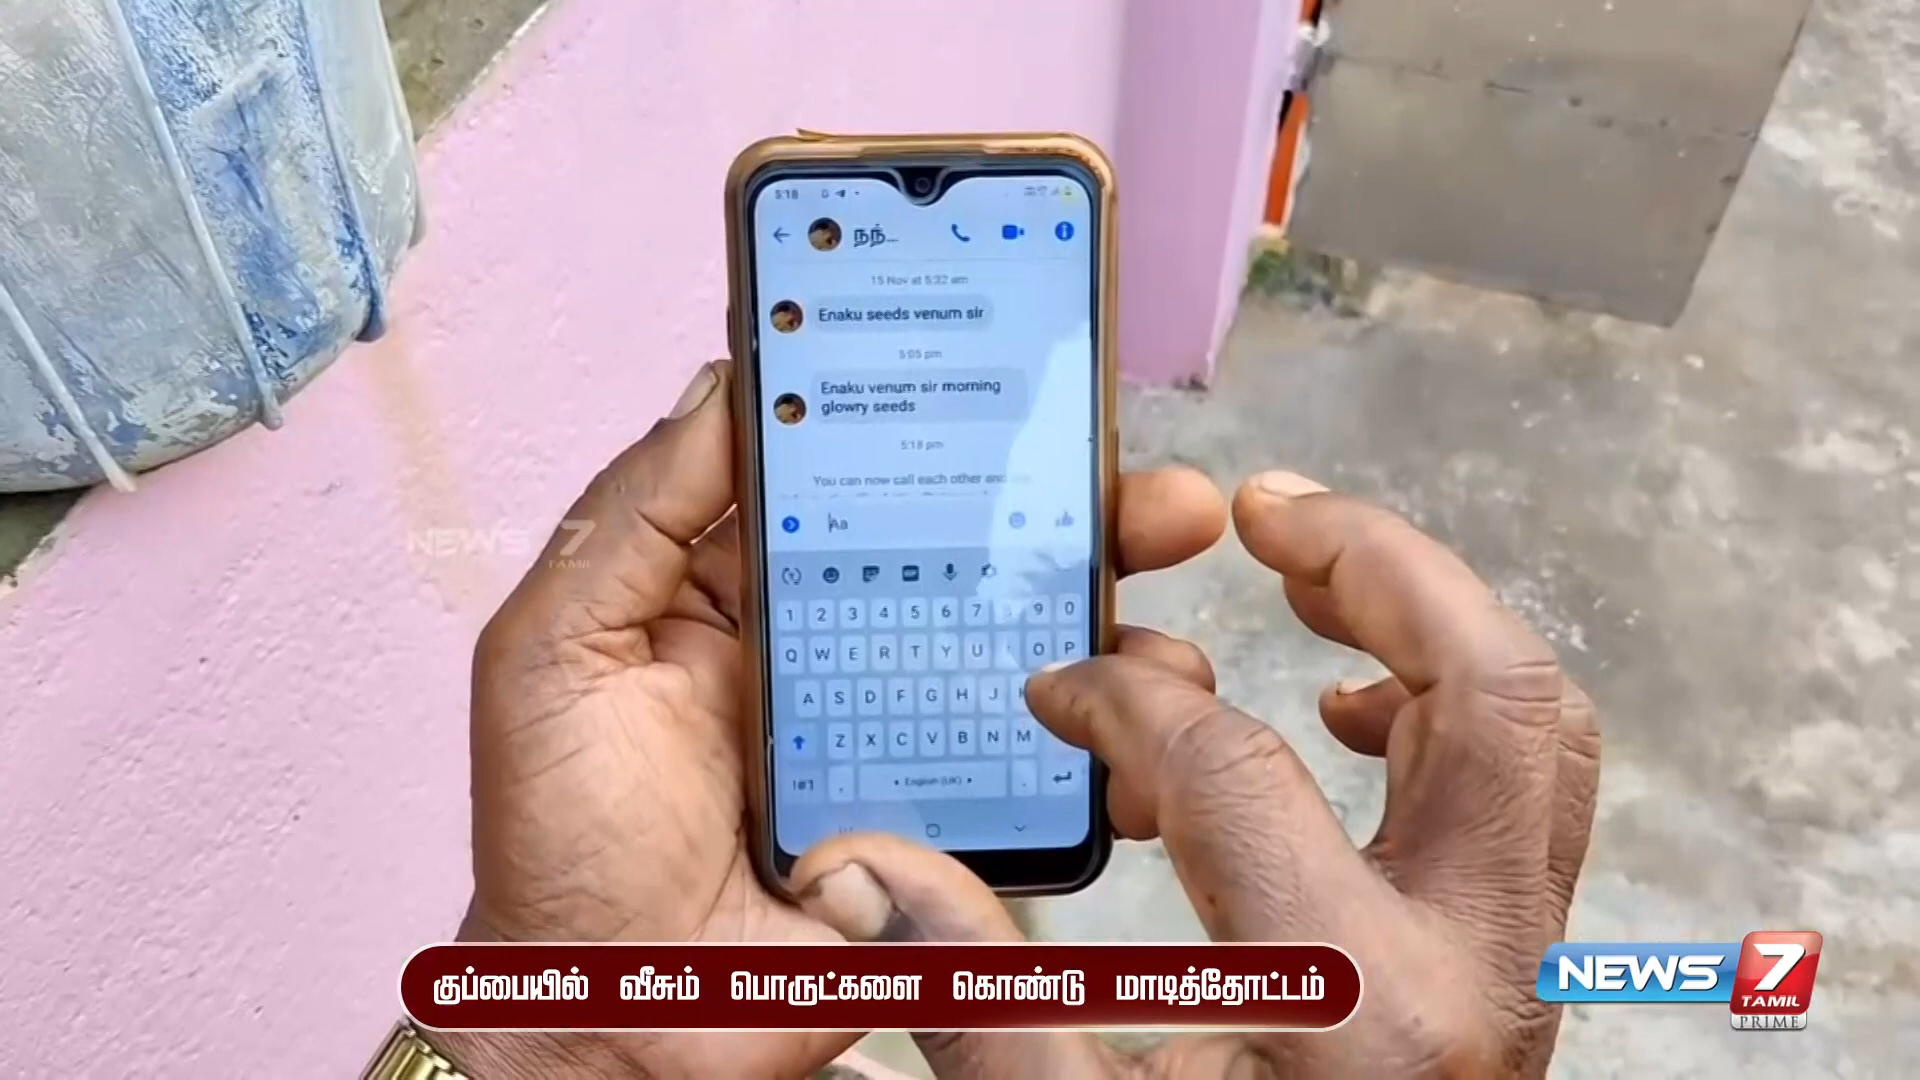 5:18
நந்...
15 Nov at 5:32 am
Enaku seeds venum sir
5:05 pm
Enaku venum sir morning
glowry seeds
5:18 pm
You can now call each other and
Aa
1 2 3 4 5 6 7 9 0
Q W E R T Y U O P
A S D F G H J
Z X C V B N M
!#1 , English (UK) .
NEWS 7
TAMIL
குப்பையில் வீசும் பொருட்களை கொண்டு மாடித்தோட்டம்
NEWS 7
TAMIL
PRIME